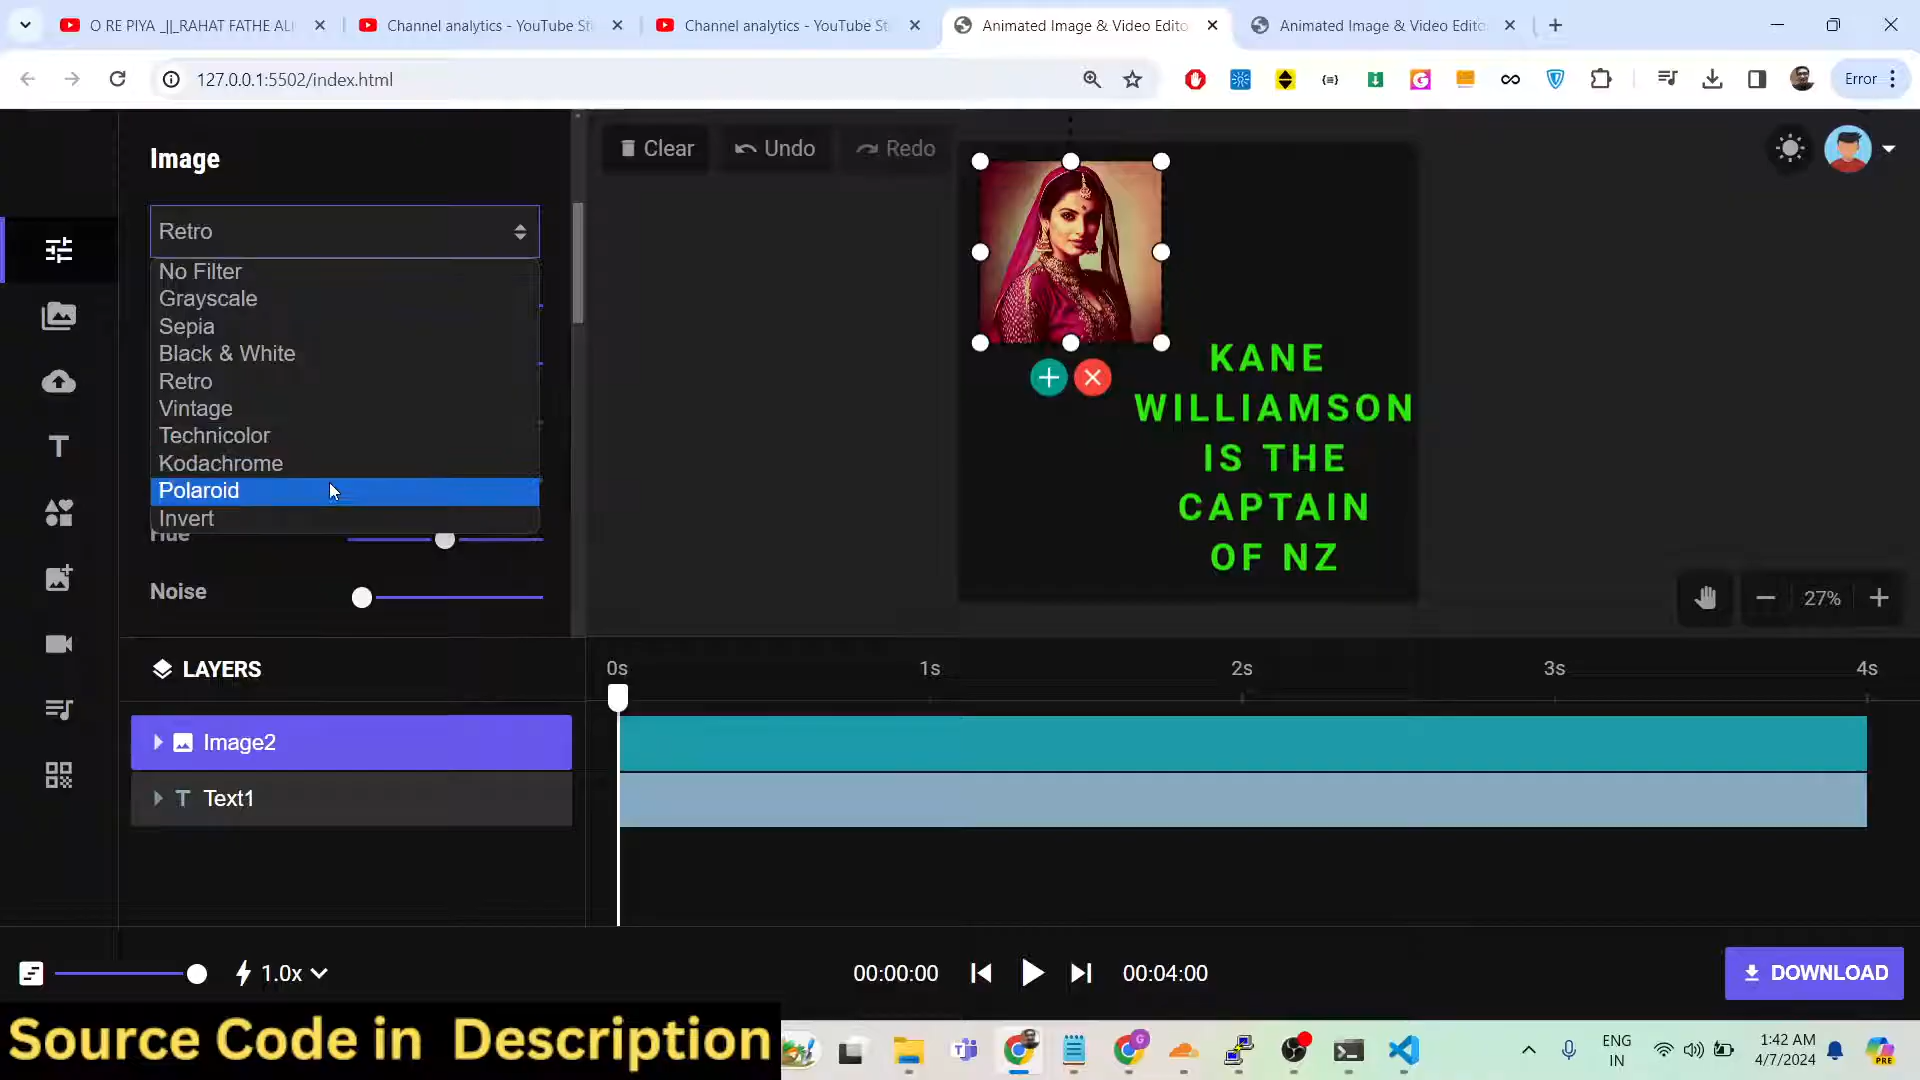 O RE PIYA _||_RAHAT FATHE ALI
Channel analytics - YouTube Stu
Channel analytics - YouTube St
Animated Image & Video Edito
Animated Image & Video Edito
127.0.0.1:5502/index.html
Error
Image
Clear
Undo
Redo
Retro
No Filter
Grayscale
Sepia
Black & White
Retro
Vintage
Technicolor
Kodachrome
Polaroid
Invert
Hue
Noise
KANE
WILLIAMSON
IS THE
CAPTAIN
OF NZ
27%
LAYERS
0s
1s
2s
3s
4s
Image2
Text1
1.0x
00:00:00
00:04:00
DOWNLOAD
Source Code in Description
ENG
IN
1:42 AM
4/7/2024
PRE